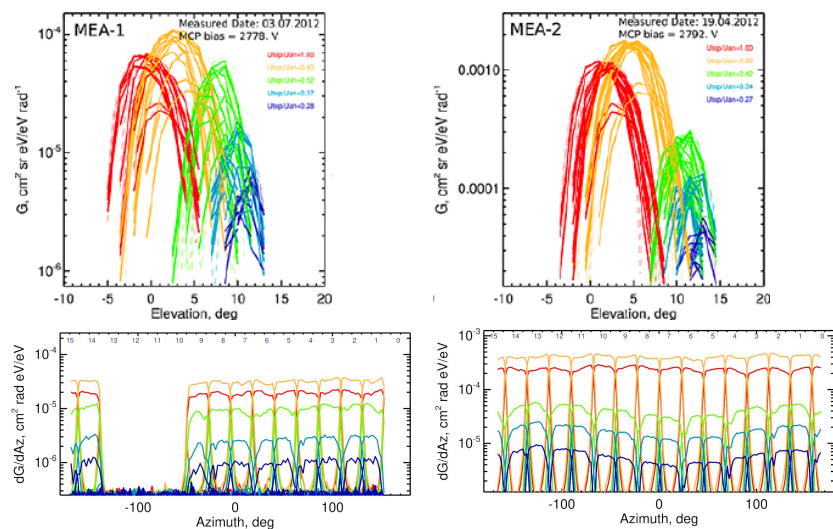 MEA-1
Measured Date: 03.07.2012
MCP bias = 2778. V
Utop/Uan=1.00
Utop/Uan=0.80
Utop/Uan=0.52
Utop/Uan=0.37
Utop/Uan=0.28
10⁻⁴
10⁻⁵
10⁻⁶
G, cm² sr eV/eV rad⁻¹
-10 -5 0 5 10 15 20
Elevation, deg
MEA-2
Measured Date: 19.04.2012
MCP bias = 2792. V
Utop/Uan=1.00
Utop/Uan=0.42
Utop/Uan=0.27
0.0010
0.0001
G, cm² sr eV/eV rad⁻¹
-10 -5 0 5 10 15 20
Elevation, deg
15 14 13 12 11 10 9 8 7 6 5 4 3 2 1 0
10⁻⁴
10⁻⁵
10⁻⁶
dG/dAz, cm² rad eV/eV
-100 0 100
Azimuth, deg
15 14 13 12 11 10 9 8 7 6 5 4 3 2 1 0
10⁻³
10⁻⁴
10⁻⁵
dG/dAz, cm² rad eV/eV
-100 0 100
Azimuth, deg